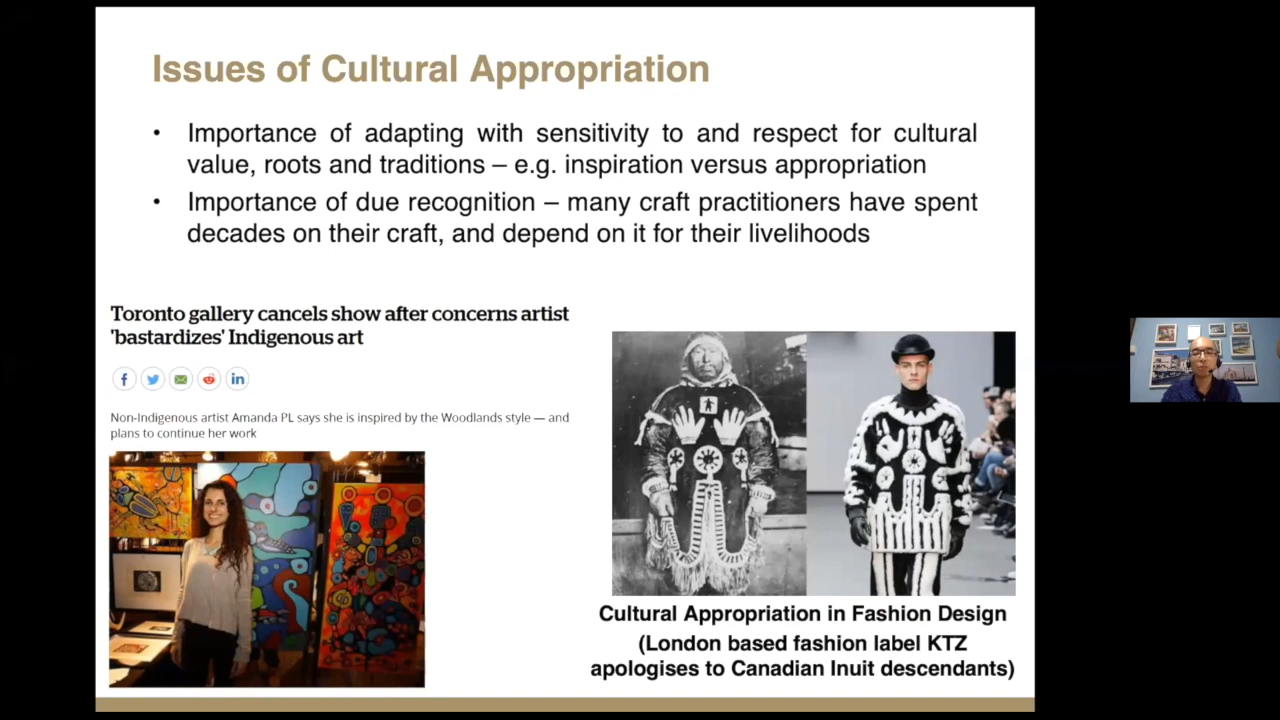 Issues of Cultural Appropriation
• Importance of adapting with sensitivity to and respect for cultural
value, roots and traditions – e.g. inspiration versus appropriation
• Importance of due recognition – many craft practitioners have spent
decades on their craft, and depend on it for their livelihoods
Toronto gallery cancels show after concerns artist
'bastardizes' Indigenous art
Non-Indigenous artist Amanda PL says she is inspired by the Woodlands style — and
plans to continue her work
Cultural Appropriation in Fashion Design
(London based fashion label KTZ
apologises to Canadian Inuit descendants)